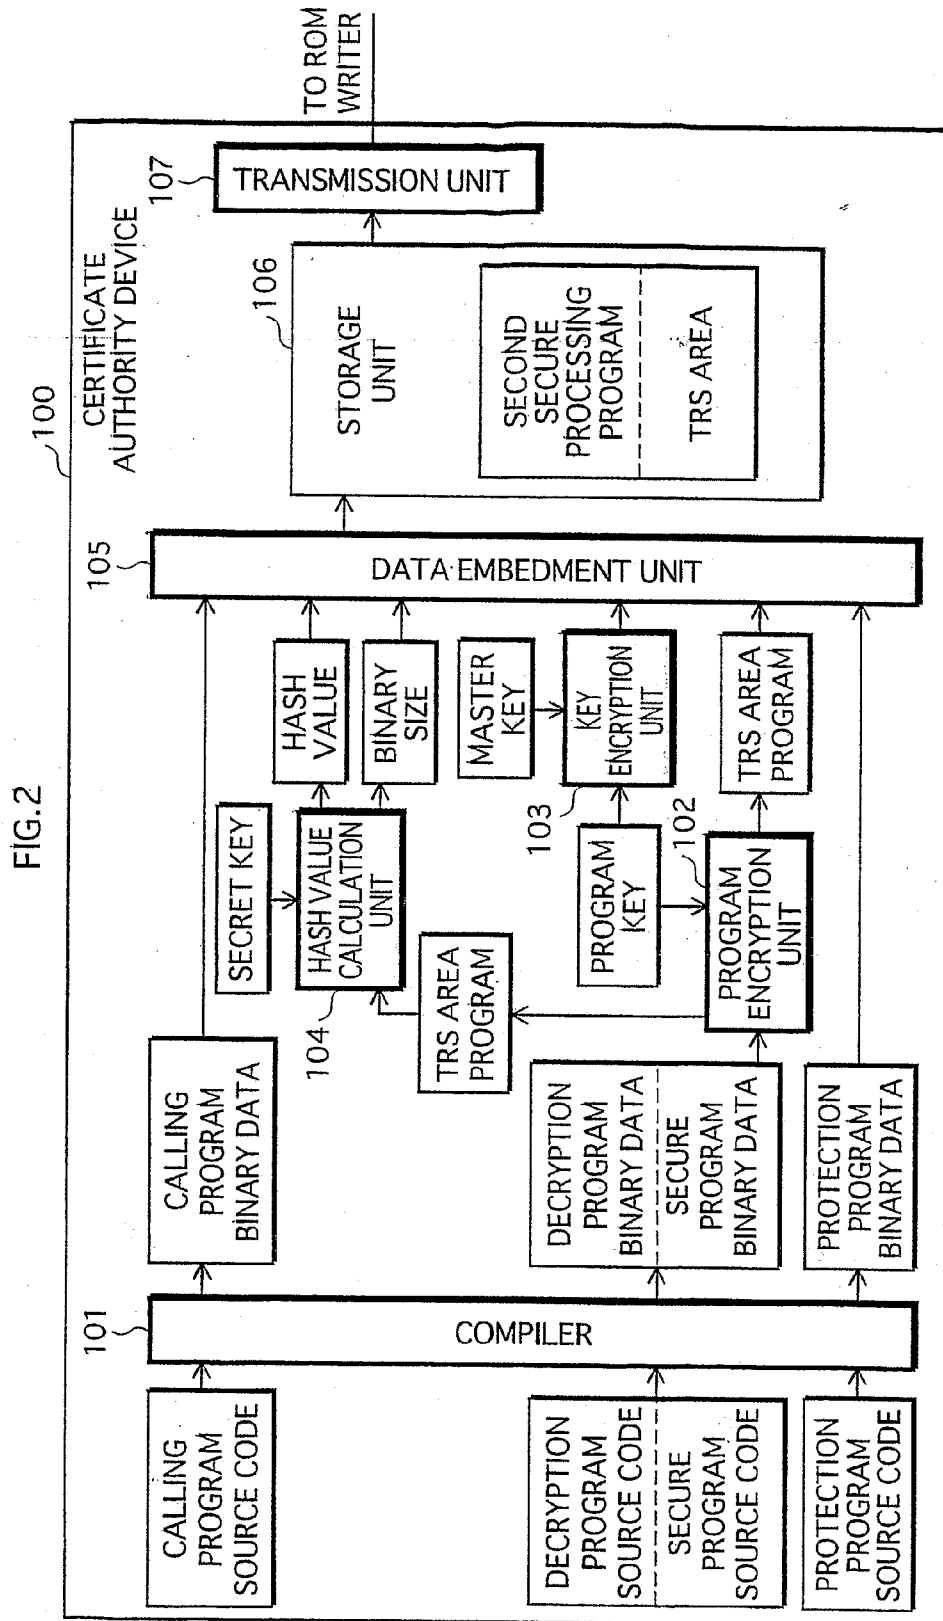 FIG.2
100
CERTIFICATE
AUTHORITY DEVICE
CALLING
PROGRAM
SOURCE CODE
DECRYPTION
PROGRAM
SOURCE CODE
SECURE
PROGRAM
SOURCE CODE
PROTECTION
PROGRAM
SOURCE CODE
101
COMPILER
CALLING
PROGRAM
BINARY DATA
DECRYPTION
PROGRAM
BINARY DATA
SECURE
PROGRAM
BINARY DATA
PROTECTION
PROGRAM
BINARY DATA
TRS AREA
PROGRAM
SECRET KEY
104
HASH VALUE
CALCULATION
UNIT
PROGRAM
KEY
102
PROGRAM
ENCRYPTION
UNIT
HASH
VALUE
BINARY
SIZE
MASTER
KEY
103
KEY
ENCRYPTION
UNIT
TRS AREA
PROGRAM
105
DATA EMBEDMENT UNIT
106
STORAGE
UNIT
SECOND
SECURE
PROCESSING
PROGRAM
TRS AREA
107
TRANSMISSION UNIT
TO ROM
WRITER